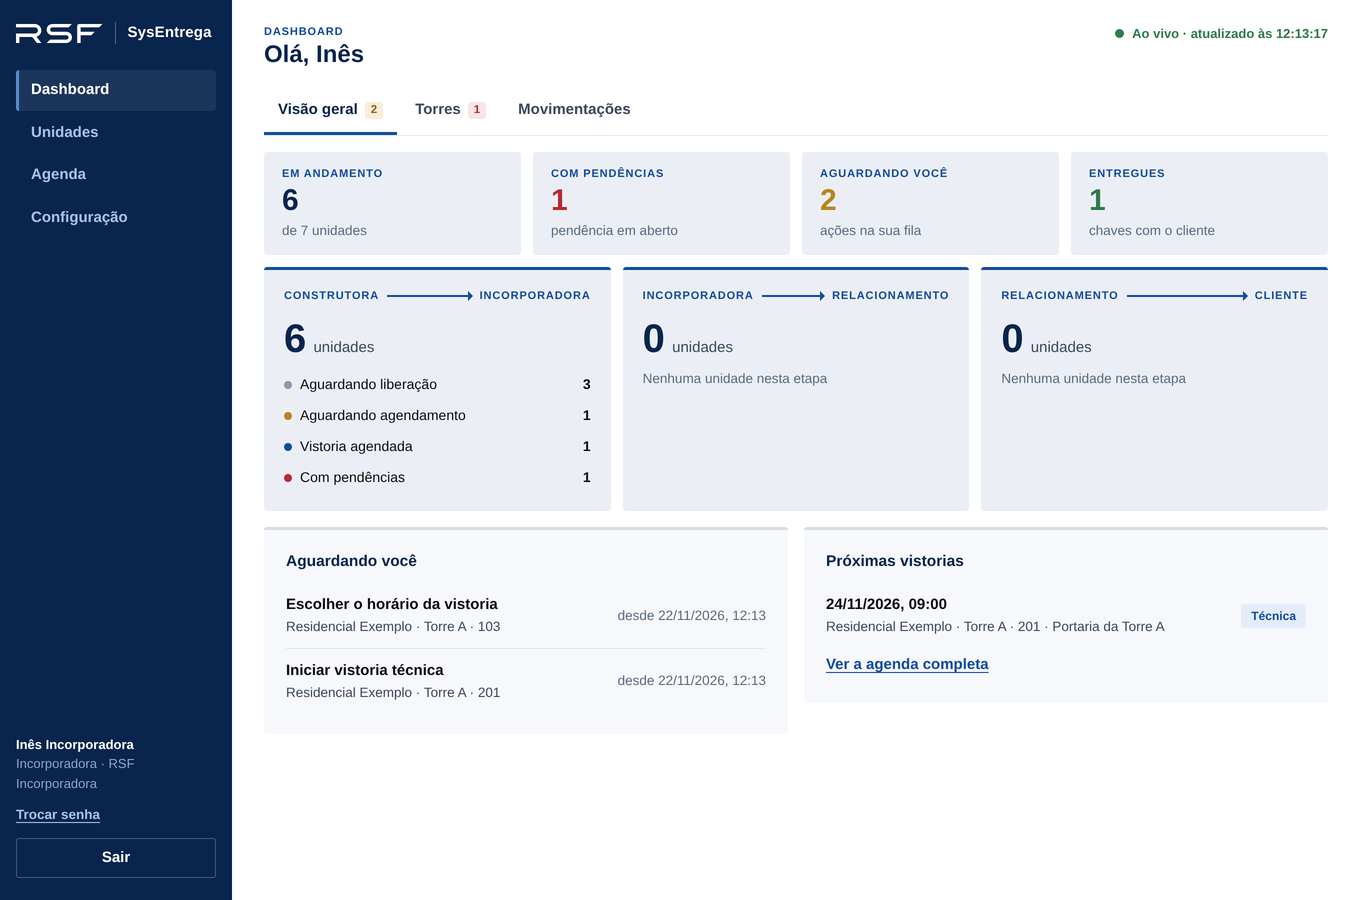 RSF
SysEntrega
Dashboard
Unidades
Agenda
Configuração
Inês Incorporadora
Incorporadora · RSF
Incorporadora
Trocar senha
Sair
DASHBOARD
Olá, Inês
Ao vivo · atualizado às 12:13:17
Visão geral 2
Torres 1
Movimentações
EM ANDAMENTO
6
de 7 unidades
COM PENDÊNCIAS
1
pendência em aberto
AGUARDANDO VOCÊ
2
ações na sua fila
ENTREGUES
1
chaves com o cliente
CONSTRUTORA INCORPORADORA
6 unidades
Aguardando liberação 3
Aguardando agendamento 1
Vistoria agendada 1
Com pendências 1
INCORPORADORA RELACIONAMENTO
0 unidades
Nenhuma unidade nesta etapa
RELACIONAMENTO CLIENTE
0 unidades
Nenhuma unidade nesta etapa
Aguardando você
Escolher o horário da vistoria
Residencial Exemplo · Torre A · 103
desde 22/11/2026, 12:13
Iniciar vistoria técnica
Residencial Exemplo · Torre A · 201
desde 22/11/2026, 12:13
Próximas vistorias
24/11/2026, 09:00
Residencial Exemplo · Torre A · 201 · Portaria da Torre A
Técnica
Ver a agenda completa